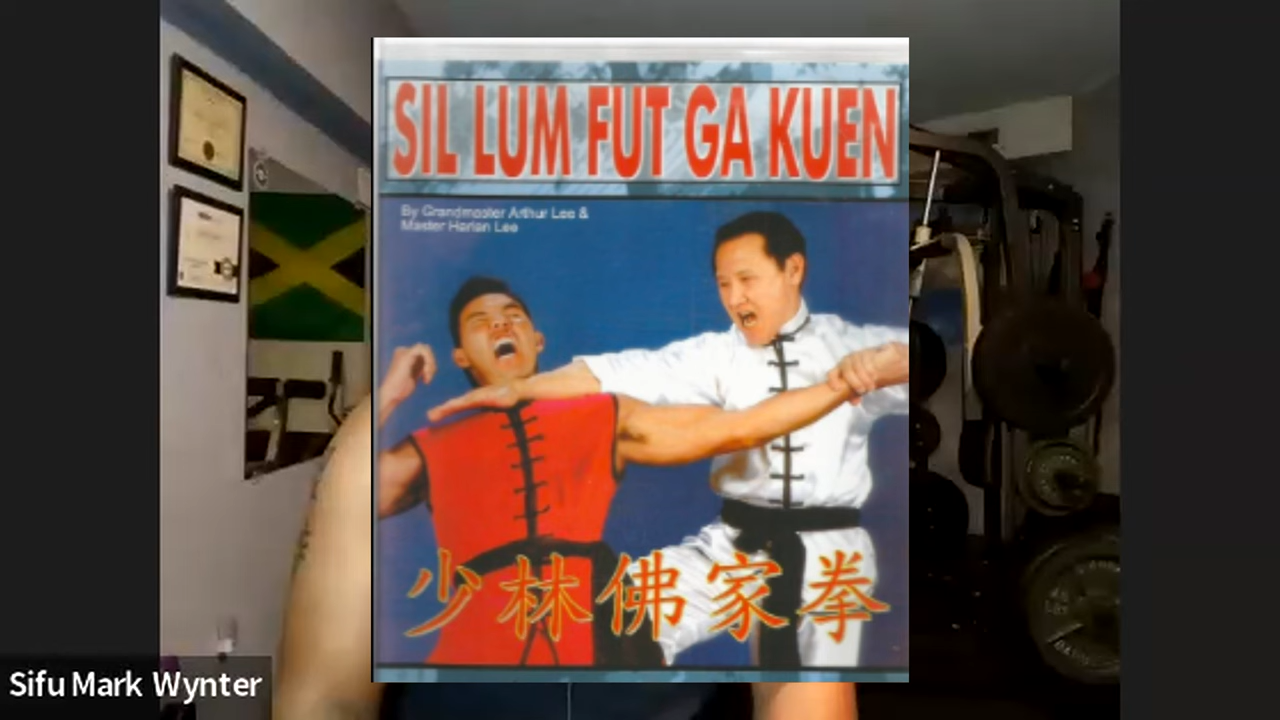 SIL LUM FUT GA KUEN
By Grandmaster Arthur Lee &
Master Harlan Lee
少林佛家拳
Sifu Mark Wynter